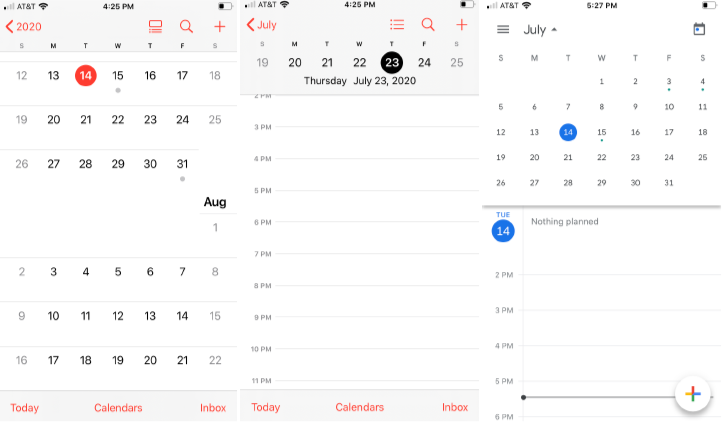 AT&T 4:25 PM
2020
S M T W T F S
12 13 14 15 16 17 18
19 20 21 22 23 24 25
26 27 28 29 30 31
Aug
1
2 3 4 5 6 7 8
9 10 11 12 13 14 15
16 17 18 19 20 21 22
Today Calendars Inbox
AT&T 4:25 PM
July
S M T W T F S
19 20 21 22 23 24 25
Thursday July 23, 2020
2 PM
3 PM
4 PM
5 PM
6 PM
7 PM
8 PM
9 PM
10 PM
11 PM
Today Calendars Inbox
AT&T 5:27 PM
July
S M T W T F S
1 2 3 4
5 6 7 8 9 10 11
12 13 14 15 16 17 18
19 20 21 22 23 24 25
26 27 28 29 30 31
TUE
14 Nothing planned
2 PM
3 PM
4 PM
5 PM
6 PM